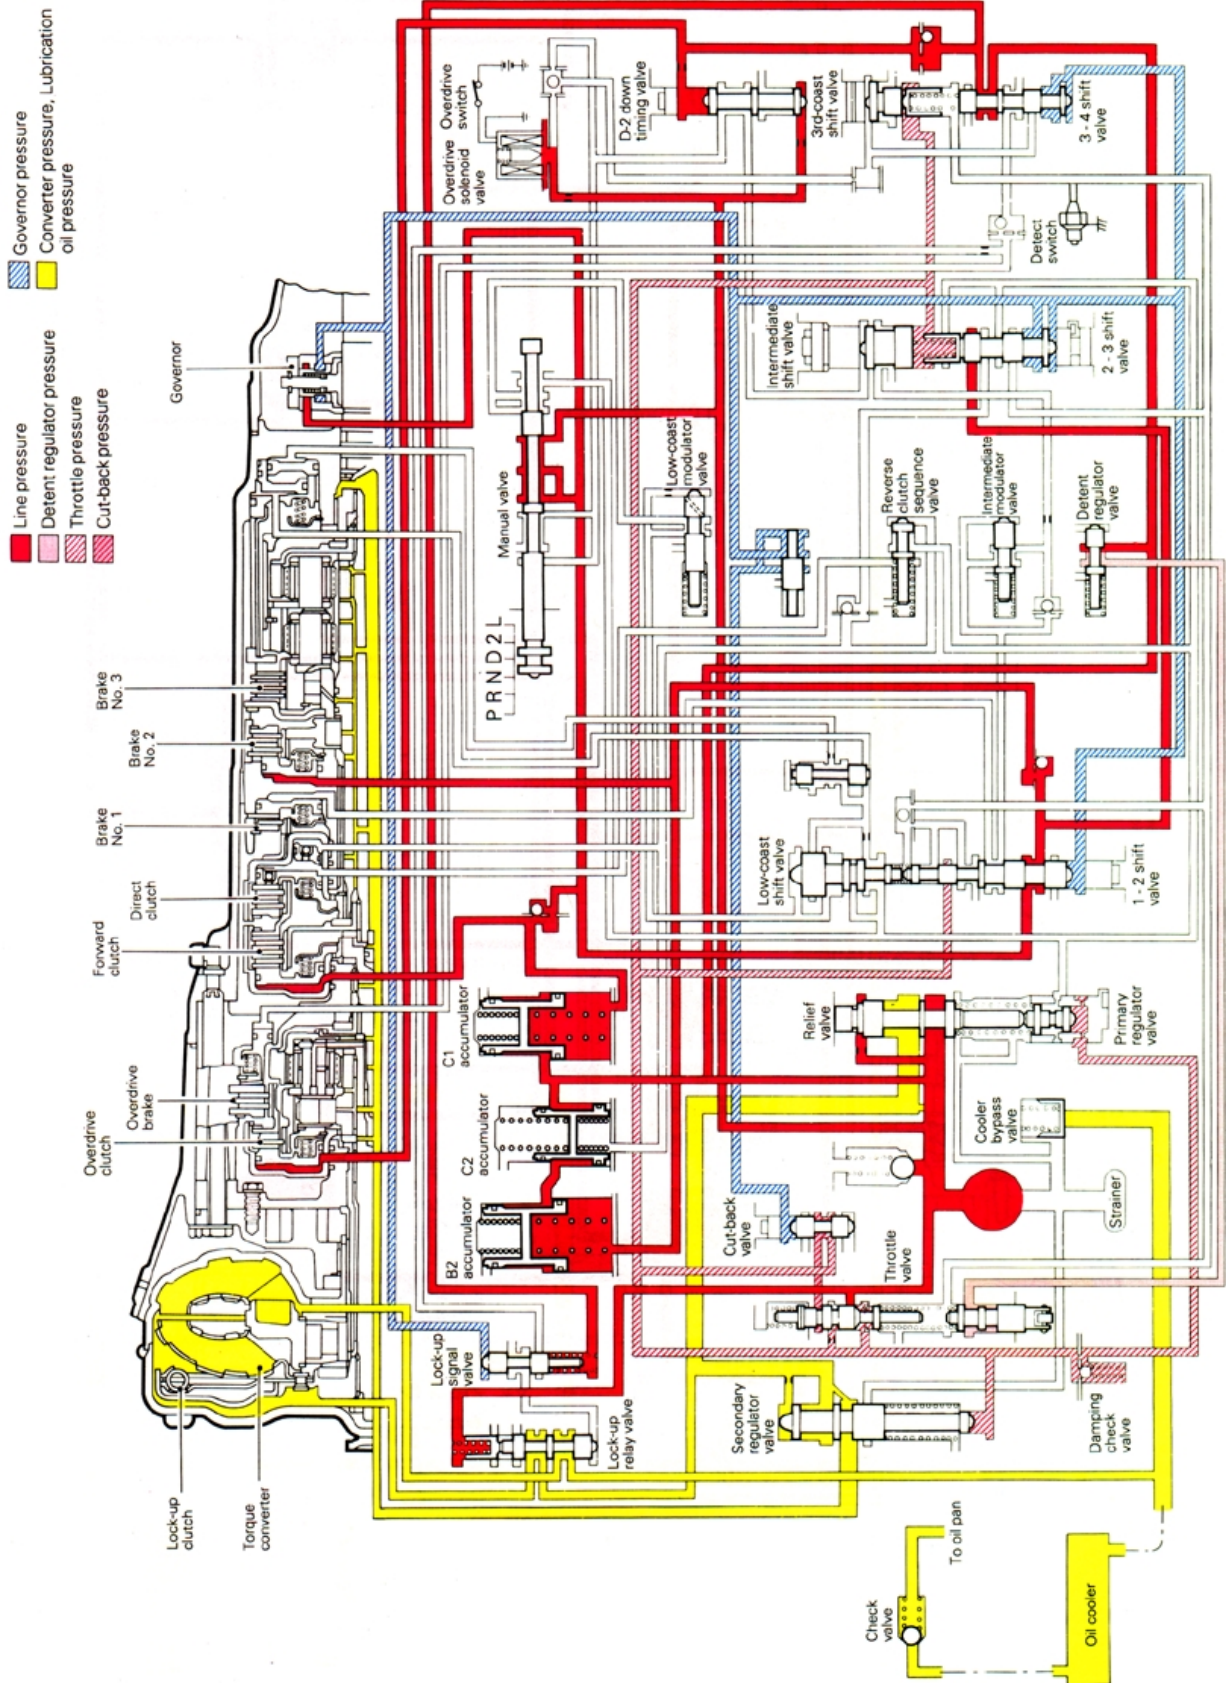 Line pressure
Detent regulator pressure
Throttle pressure
Cut-back pressure
Governor pressure
Converter pressure, Lubrication
oil pressure
Lock-up
clutch
Torque
converter
Overdrive
clutch
Overdrive
brake
Forward
clutch
Direct
clutch
Brake
No. 1
Brake
No. 2
Brake
No. 3
Governor
Lock-up
signal
valve
Lock-up
relay valve
B2
accumulator
C2
accumulator
C1
accumulator
P R N D 2 L
Manual valve
Overdrive
solenoid
valve
Overdrive
switch
D-2 down
timing valve
Low-coast
modulator
valve
Secondary
regulator
valve
Cut-back
valve
Throttle
valve
Relief
valve
Low-coast
shift valve
Intermediate
shift valve
3rd-coast
shift valve
Reverse
clutch
sequence
valve
Intermediate
modulator
valve
Detent
regulator
valve
Detect
switch
Cooler
bypass
valve
Strainer
Damping
check
valve
Primary
regulator
valve
1 - 2 shift
valve
2 - 3 shift
valve
3 - 4 shift
valve
Check
valve
To oil pan
Oil cooler